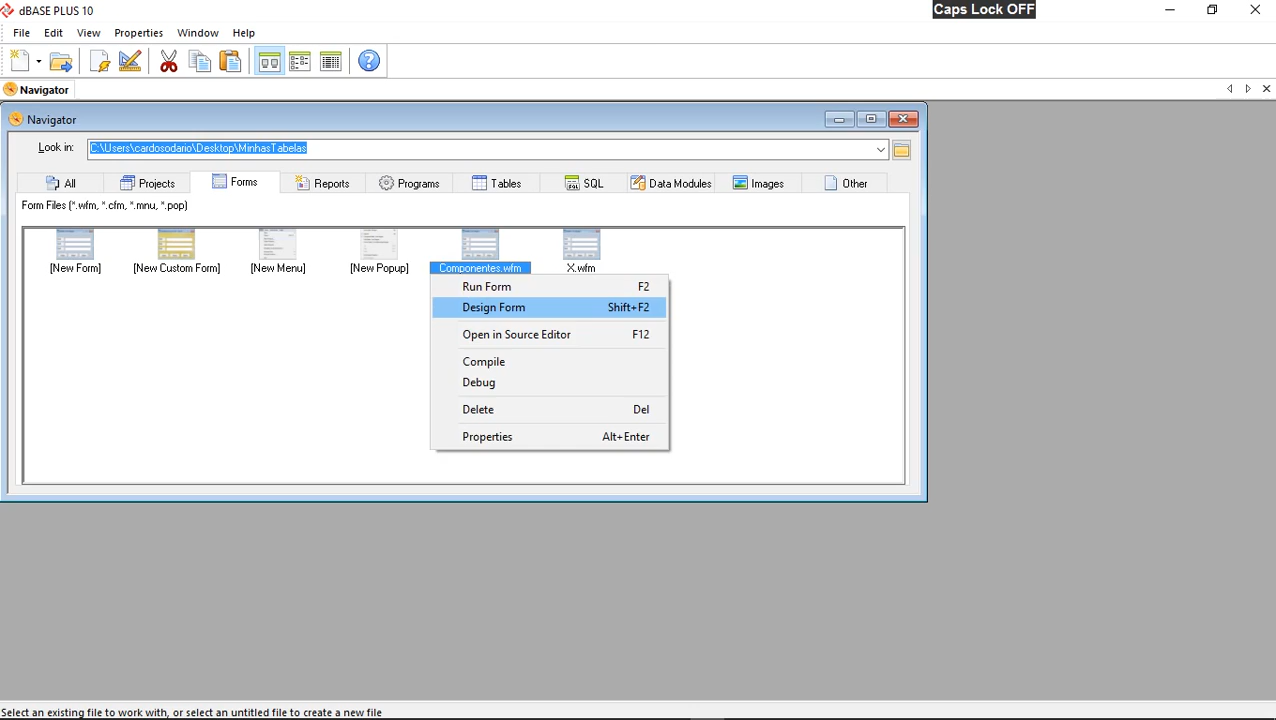 dBASE PLUS 10
Caps Lock OFF
File Edit View Properties Window Help
Navigator
Navigator
Look in: C:\Users\cardosodario\Desktop\MinhasTabelas
All Projects Forms Reports Programs Tables SQL Data Modules Images Other
Form Files (*.wfm, *.cfm, *.mnu, *.pop)
[New Form] [New Custom Form] [New Menu] [New Popup] Componentes.wfm X.wfm
Run Form F2
Design Form Shift+F2
Open in Source Editor F12
Compile
Debug
Delete Del
Properties Alt+Enter
Select an existing file to work with, or select an untitled file to create a new file